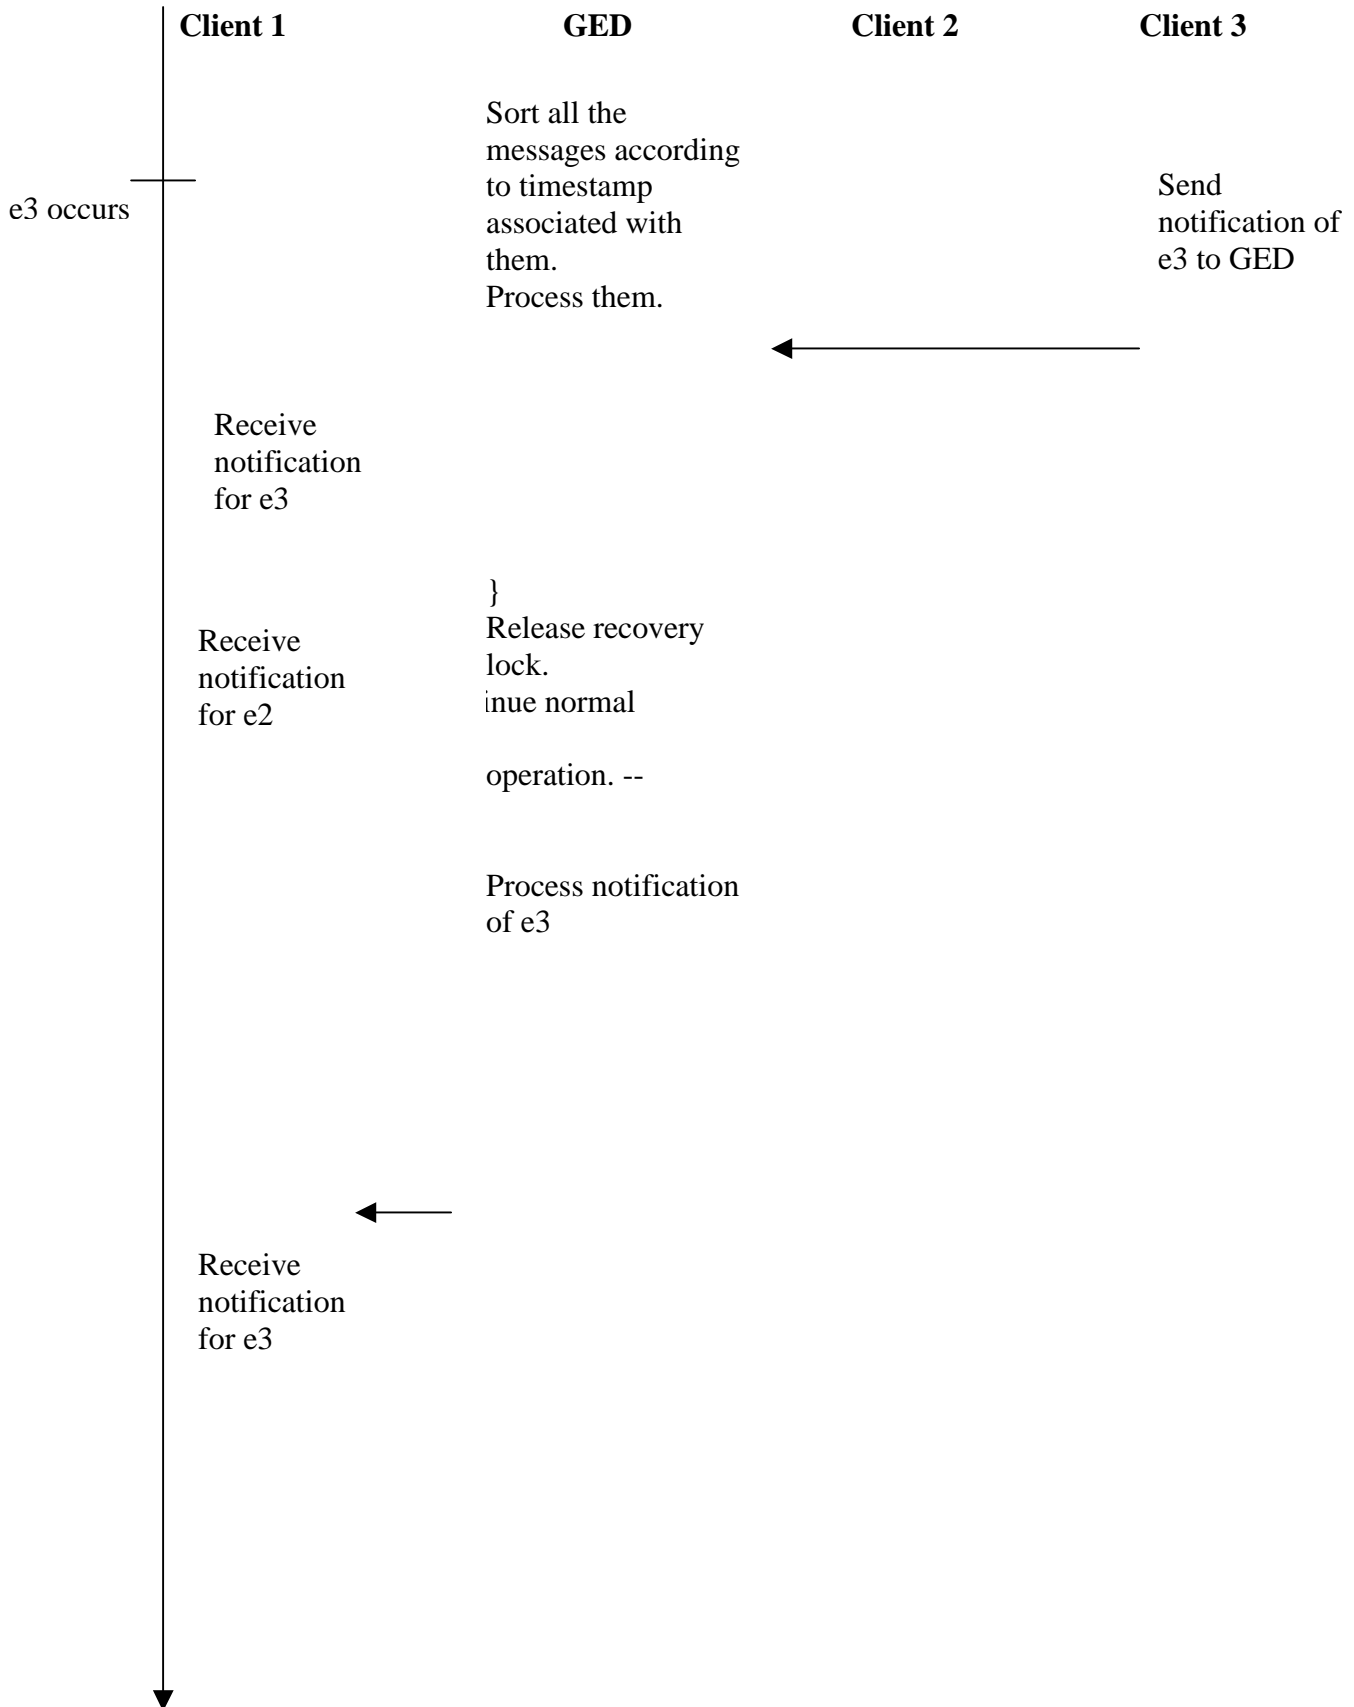 Client 1 GED Client 2 Client 3
Sort all the
messages according
to timestamp
associated with
them.
Process them.
e3 occurs
Send
notification of
e3 to GED
Receive
notification
for e3
}
Release recovery
lock.
inue normal
operation. --
Receive
notification
for e2
Process notification
of e3
Receive
notification
for e3